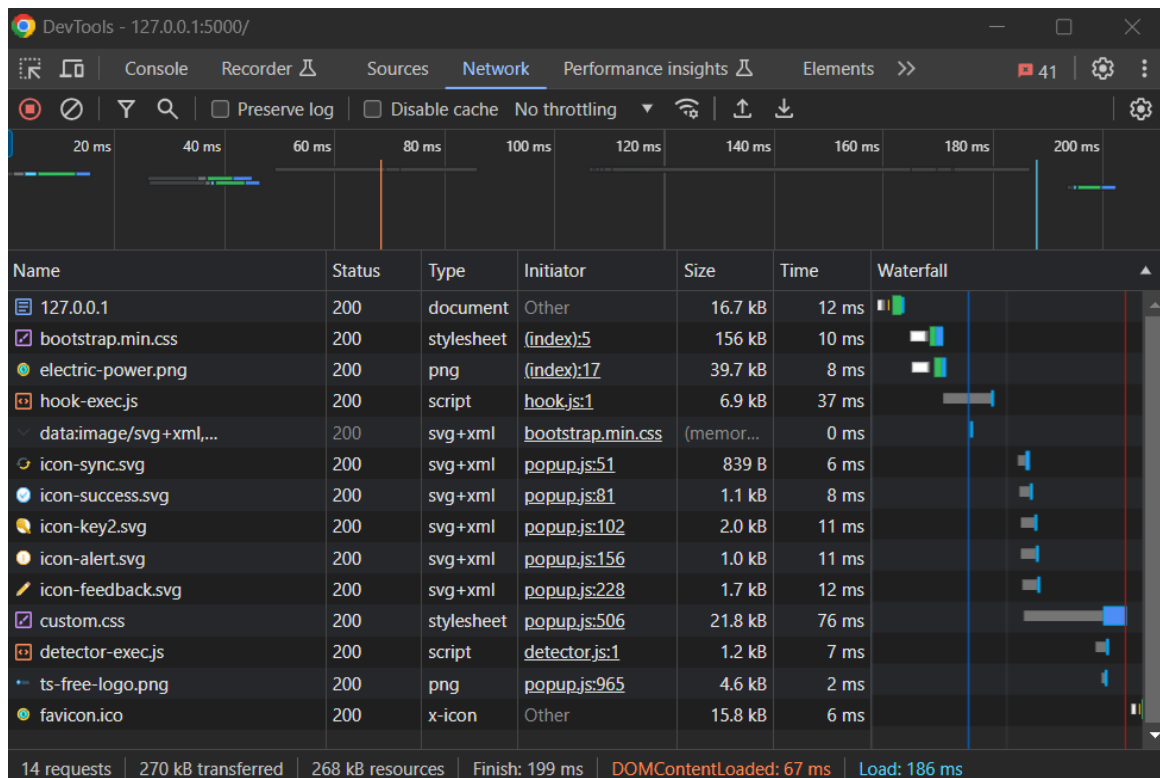 DevTools - 127.0.0.1:5000/
Console Recorder Sources Network Performance insights Elements 41
Preserve log Disable cache No throttling
20 ms 40 ms 60 ms 80 ms 100 ms 120 ms 140 ms 160 ms 180 ms 200 ms
Name Status Type Initiator Size Time Waterfall
127.0.0.1 200 document Other 16.7 kB 12 ms
bootstrap.min.css 200 stylesheet (index):5 156 kB 10 ms
electric-power.png 200 png (index):17 39.7 kB 8 ms
hook-exec.js 200 script hook.js:1 6.9 kB 37 ms
data:image/svg+xml,... 200 svg+xml bootstrap.min.css (memor... 0 ms
icon-sync.svg 200 svg+xml popup.js:51 839 B 6 ms
icon-success.svg 200 svg+xml popup.js:81 1.1 kB 8 ms
icon-key2.svg 200 svg+xml popup.js:102 2.0 kB 11 ms
icon-alert.svg 200 svg+xml popup.js:156 1.0 kB 11 ms
icon-feedback.svg 200 svg+xml popup.js:228 1.7 kB 12 ms
custom.css 200 stylesheet popup.js:506 21.8 kB 76 ms
detector-exec.js 200 script detector.js:1 1.2 kB 7 ms
ts-free-logo.png 200 png popup.js:965 4.6 kB 2 ms
favicon.ico 200 x-icon Other 15.8 kB 6 ms
14 requests 270 kB transferred 268 kB resources Finish: 199 ms DOMContentLoaded: 67 ms Load: 186 ms